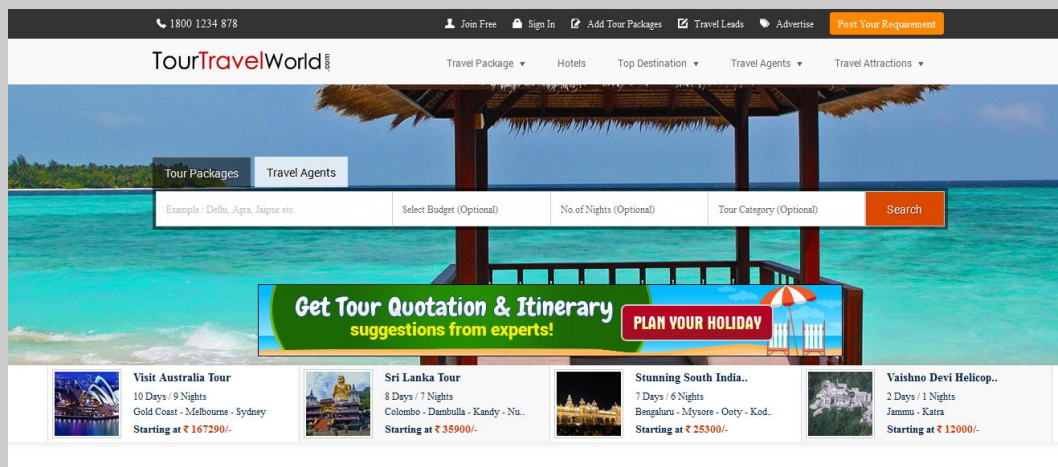 1800 1234 878
Join Free Sign In Add Tour Packages Travel Leads Advertise Post Your Requirement
TourTravelWorld.com
Travel Package ▼ Hotels Top Destination ▼ Travel Agents ▼ Travel Attractions ▼
Tour Packages Travel Agents
Example : Delhi, Agra, Jaipur etc Select Budget (Optional) No.of Nights (Optional) Tour Category (Optional) Search
Get Tour Quotation & Itinerary
suggestions from experts!
PLAN YOUR HOLIDAY
Visit Australia Tour
10 Days / 9 Nights
Gold Coast - Melbourne - Sydney
Starting at ₹ 167290/-
Sri Lanka Tour
8 Days / 7 Nights
Colombo - Dambulla - Kandy - Nu..
Starting at ₹ 35900/-
Stunning South India..
7 Days / 6 Nights
Bengaluru - Mysore - Ooty - Kod..
Starting at ₹ 25300/-
Vaishno Devi Helicop..
2 Days / 1 Nights
Jammu - Katra
Starting at ₹ 12000/-